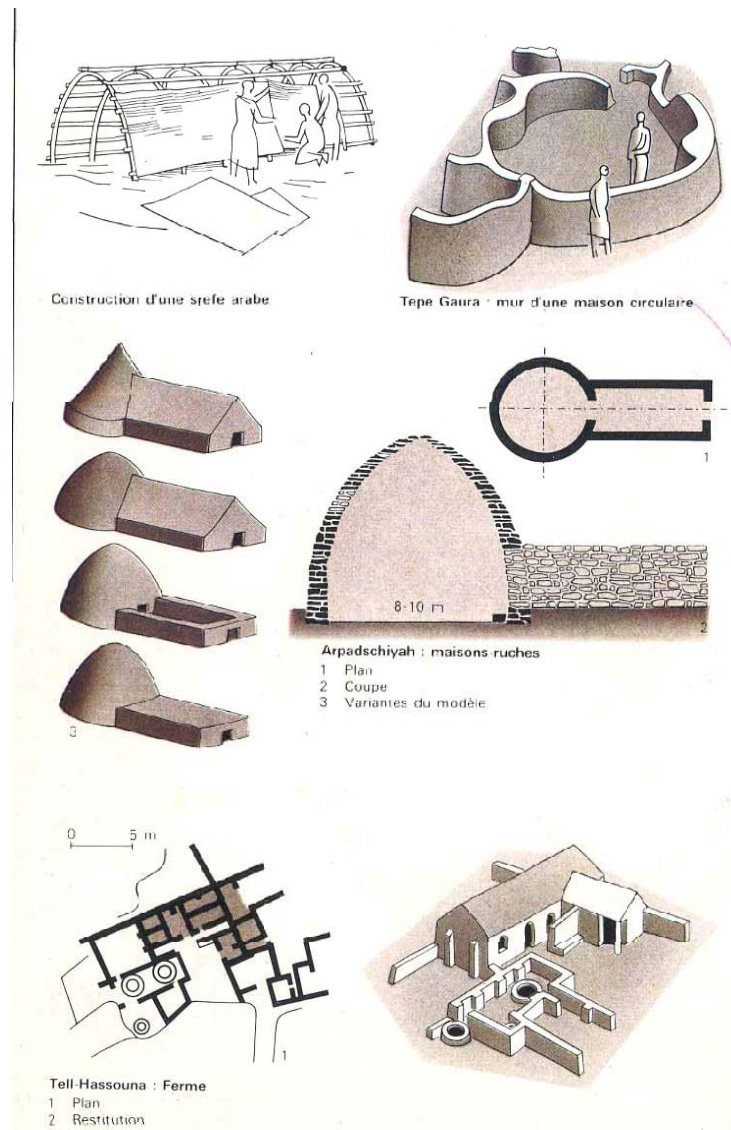 Construction d'une srefe arabe
Tepe Gaura : mur d'une maison circulaire
1
8-10 m
2
3
Arpadschiyah : maisons-ruches
1 Plan
2 Coupe
3 Variantes du modèle
0 5 m
1
Tell-Hassouna : Ferme
1 Plan
2 Restitution